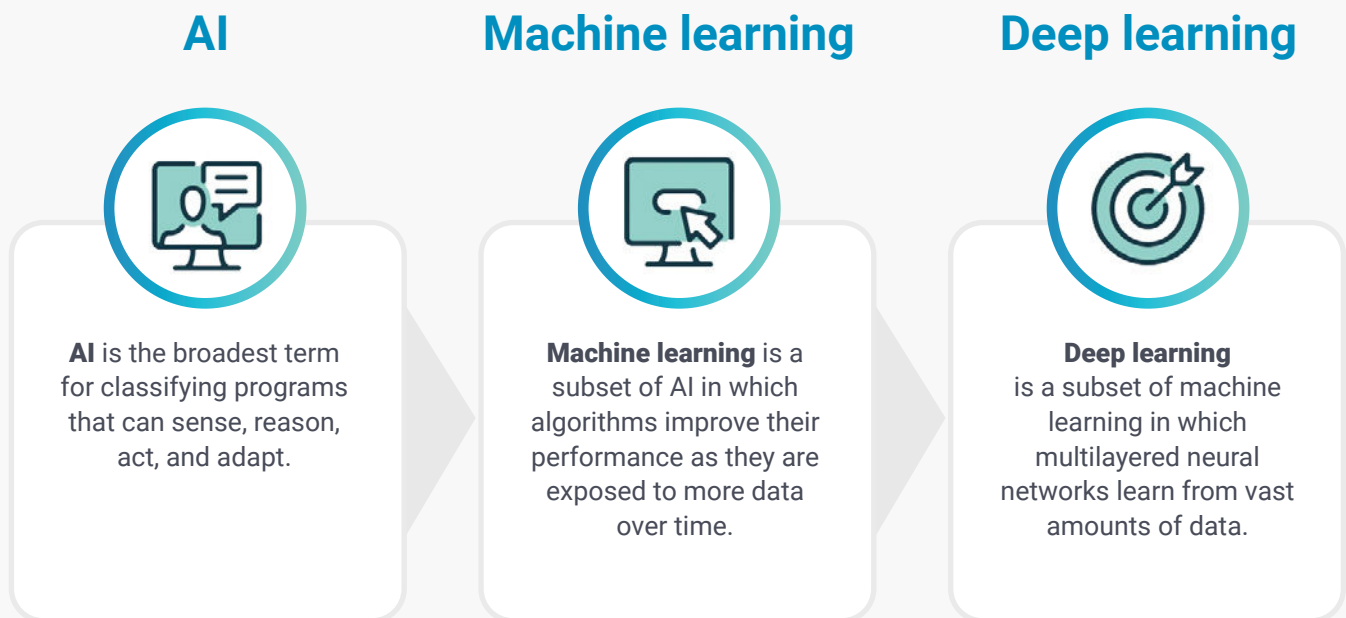 AI
Machine learning
Deep learning
AI is the broadest term
for classifying programs
that can sense, reason,
act, and adapt.
Machine learning is a
subset of AI in which
algorithms improve their
performance as they are
exposed to more data
over time.
Deep learning
is a subset of machine
learning in which
multilayered neural
networks learn from vast
amounts of data.